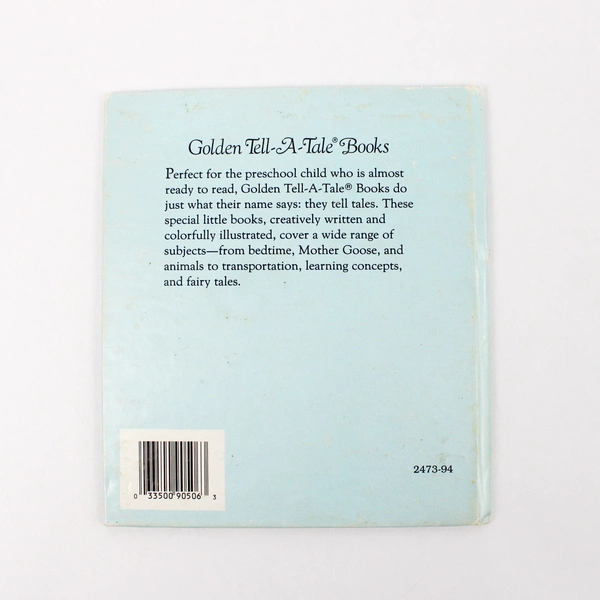 Golden Tell-A-Tale® Books
Perfect for the preschool child who is almost
ready to read, Golden Tell-A-Tale® Books do
just what their name says: they tell tales. These
special little books, creatively written and
colorfully illustrated, cover a wide range of
subjects—from bedtime, Mother Goose, and
animals to transportation, learning concepts,
and fairy tales.
2473-94
0 33500 90506 3